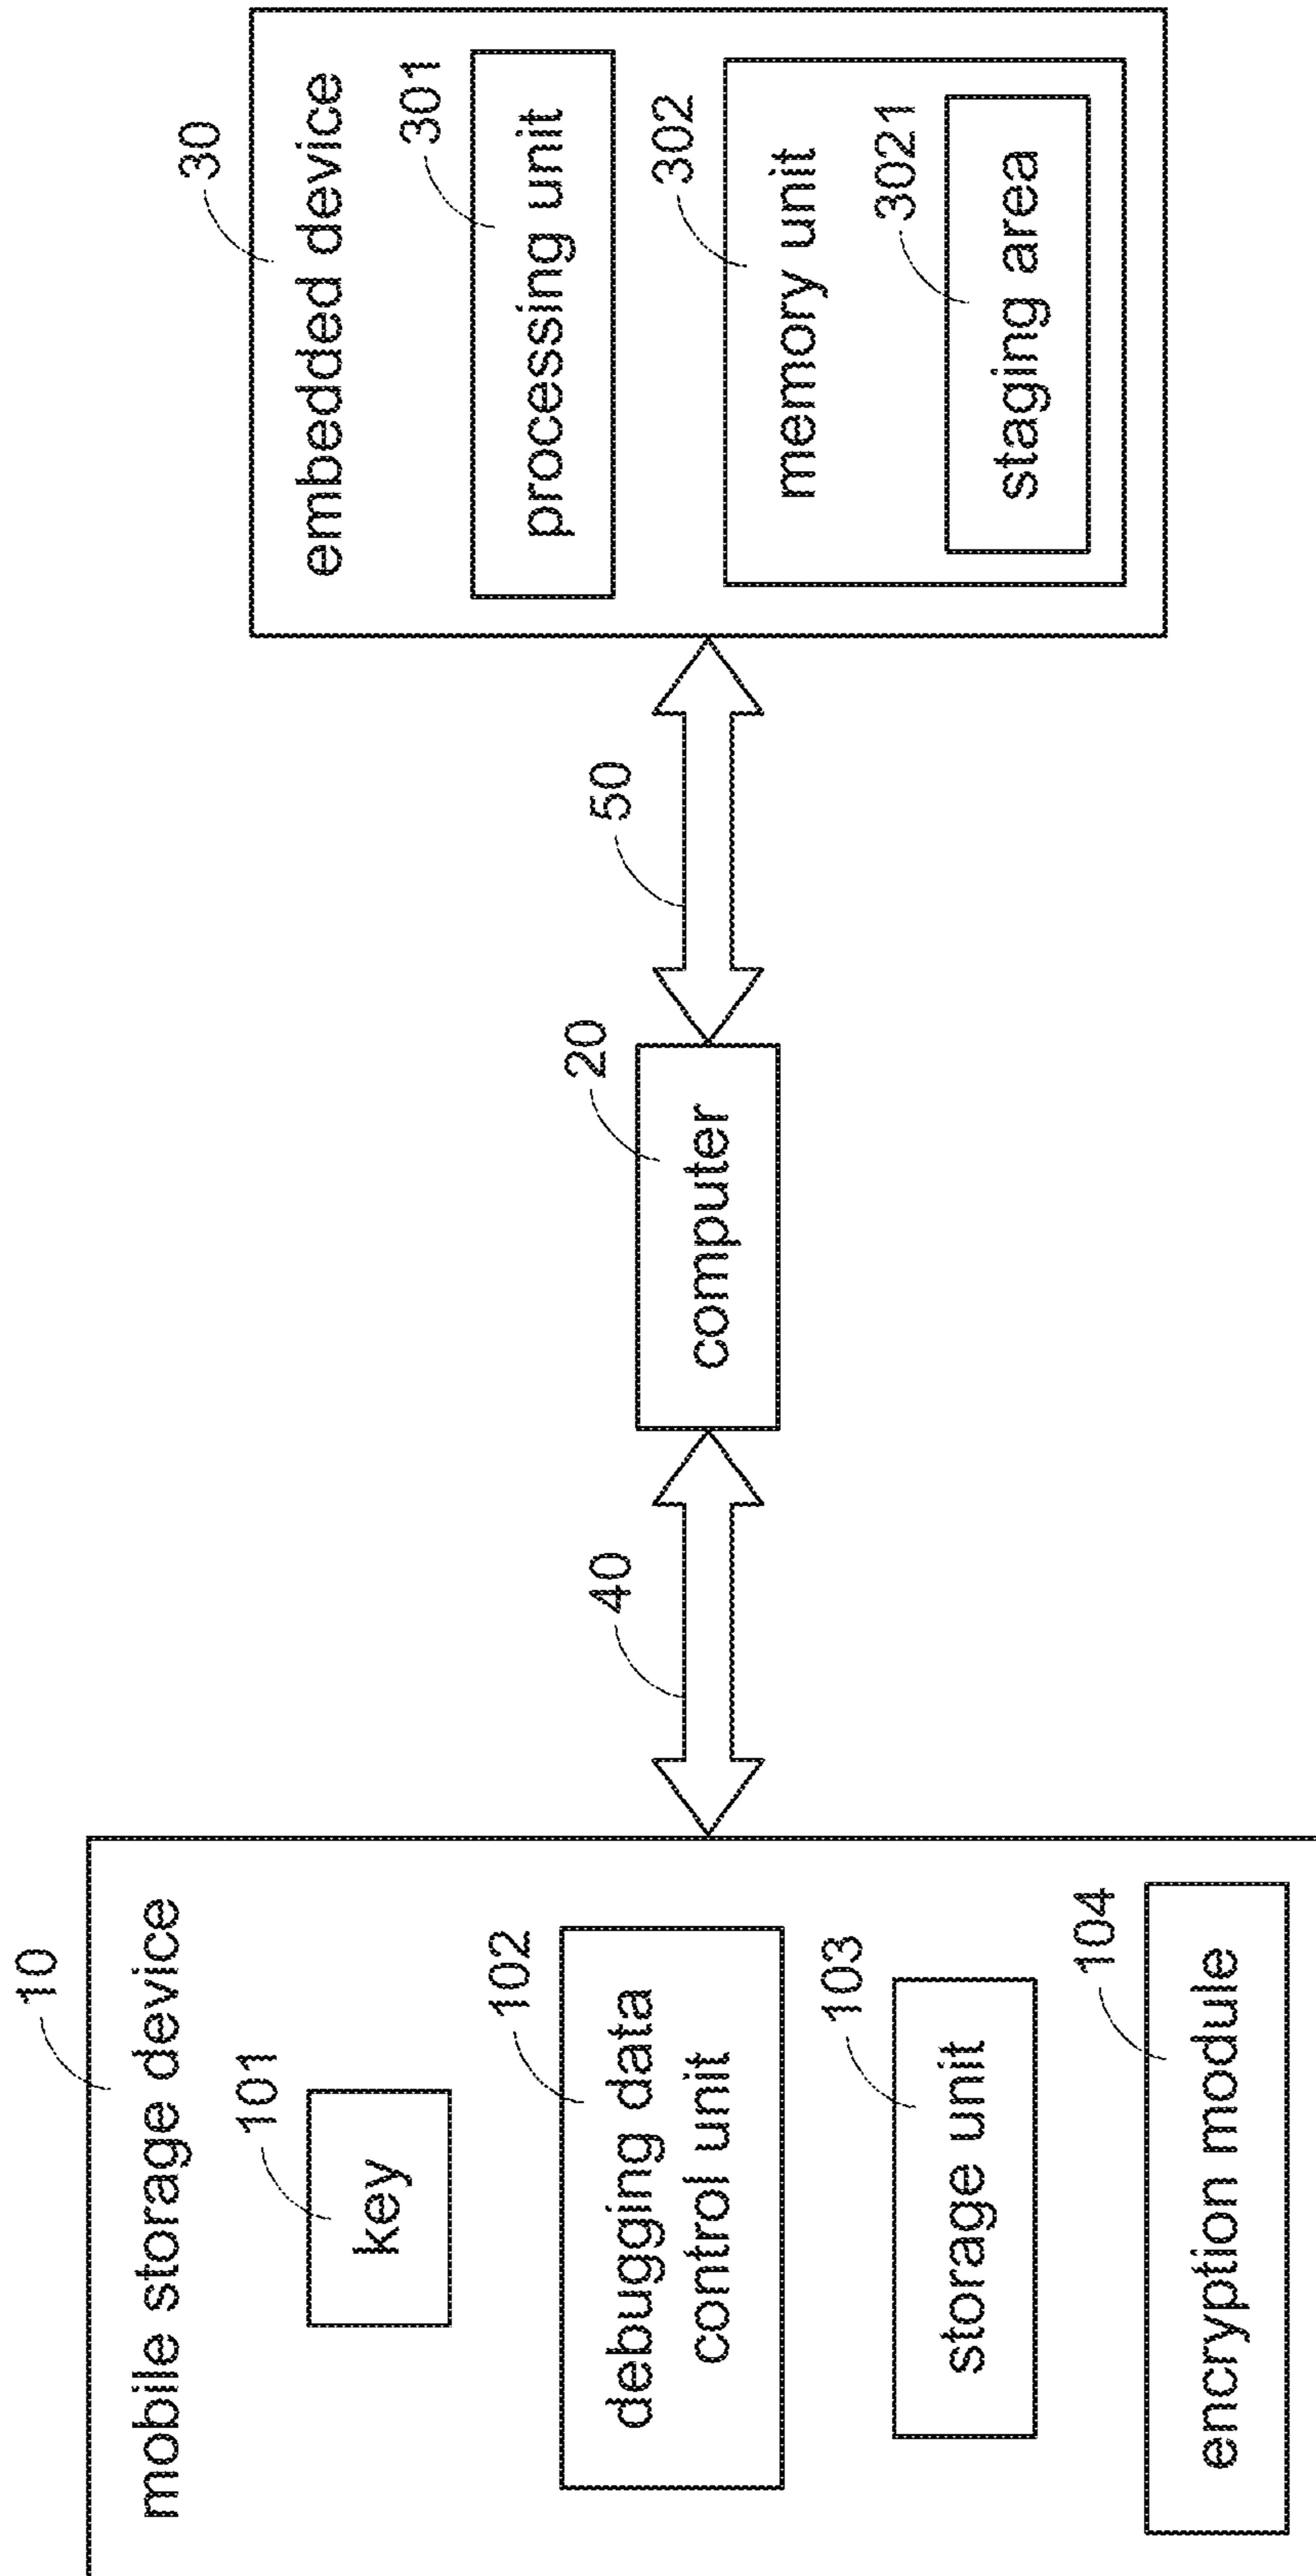 10
mobile storage device
101
key
102
debugging data
control unit
103
storage unit
104
encryption module
40
20
computer
50
30
embedded device
301
processing unit
302
memory unit
3021
staging area